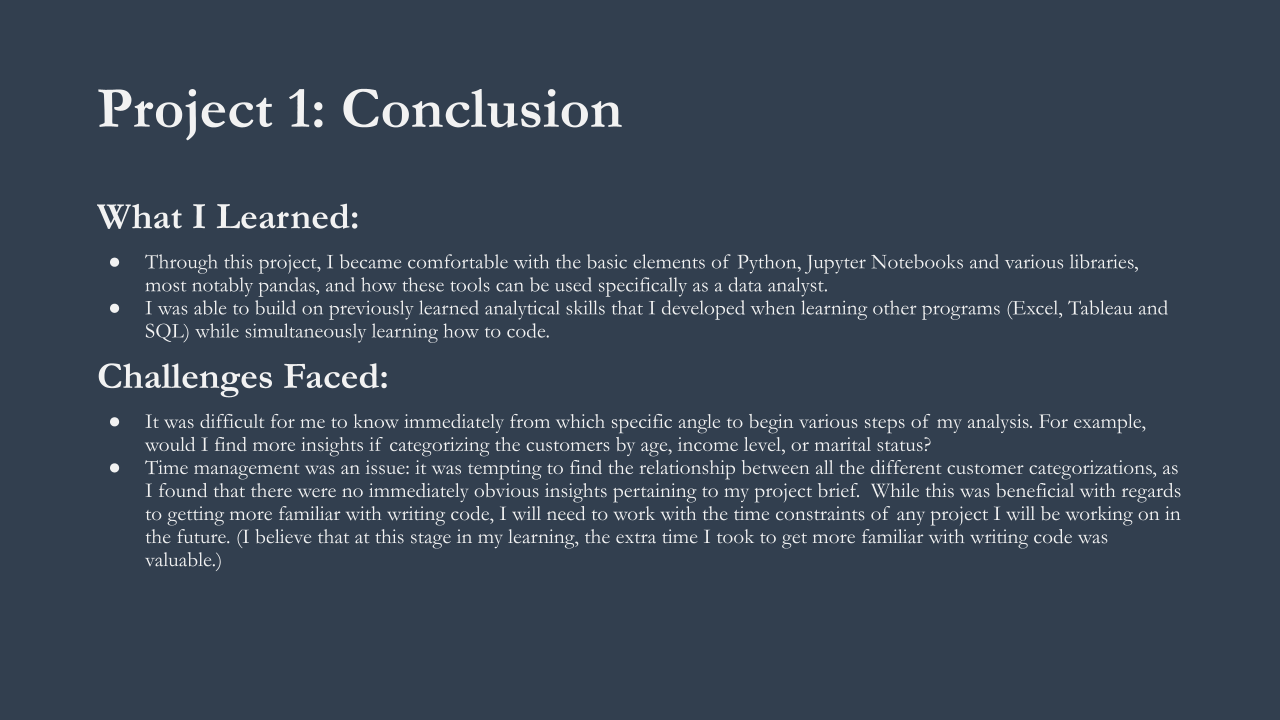 Project 1: Conclusion
What I Learned:
● Through this project, I became comfortable with the basic elements of Python, Jupyter Notebooks and various libraries,
most notably pandas, and how these tools can be used specifically as a data analyst.
● I was able to build on previously learned analytical skills that I developed when learning other programs (Excel, Tableau and
SQL) while simultaneously learning how to code.
Challenges Faced:
● It was difficult for me to know immediately from which specific angle to begin various steps of my analysis. For example,
would I find more insights if categorizing the customers by age, income level, or marital status?
● Time management was an issue: it was tempting to find the relationship between all the different customer categorizations, as
I found that there were no immediately obvious insights pertaining to my project brief.  While this was beneficial with regards
to getting more familiar with writing code, I will need to work with the time constraints of any project I will be working on in
the future. (I believe that at this stage in my learning, the extra time I took to get more familiar with writing code was
valuable.)